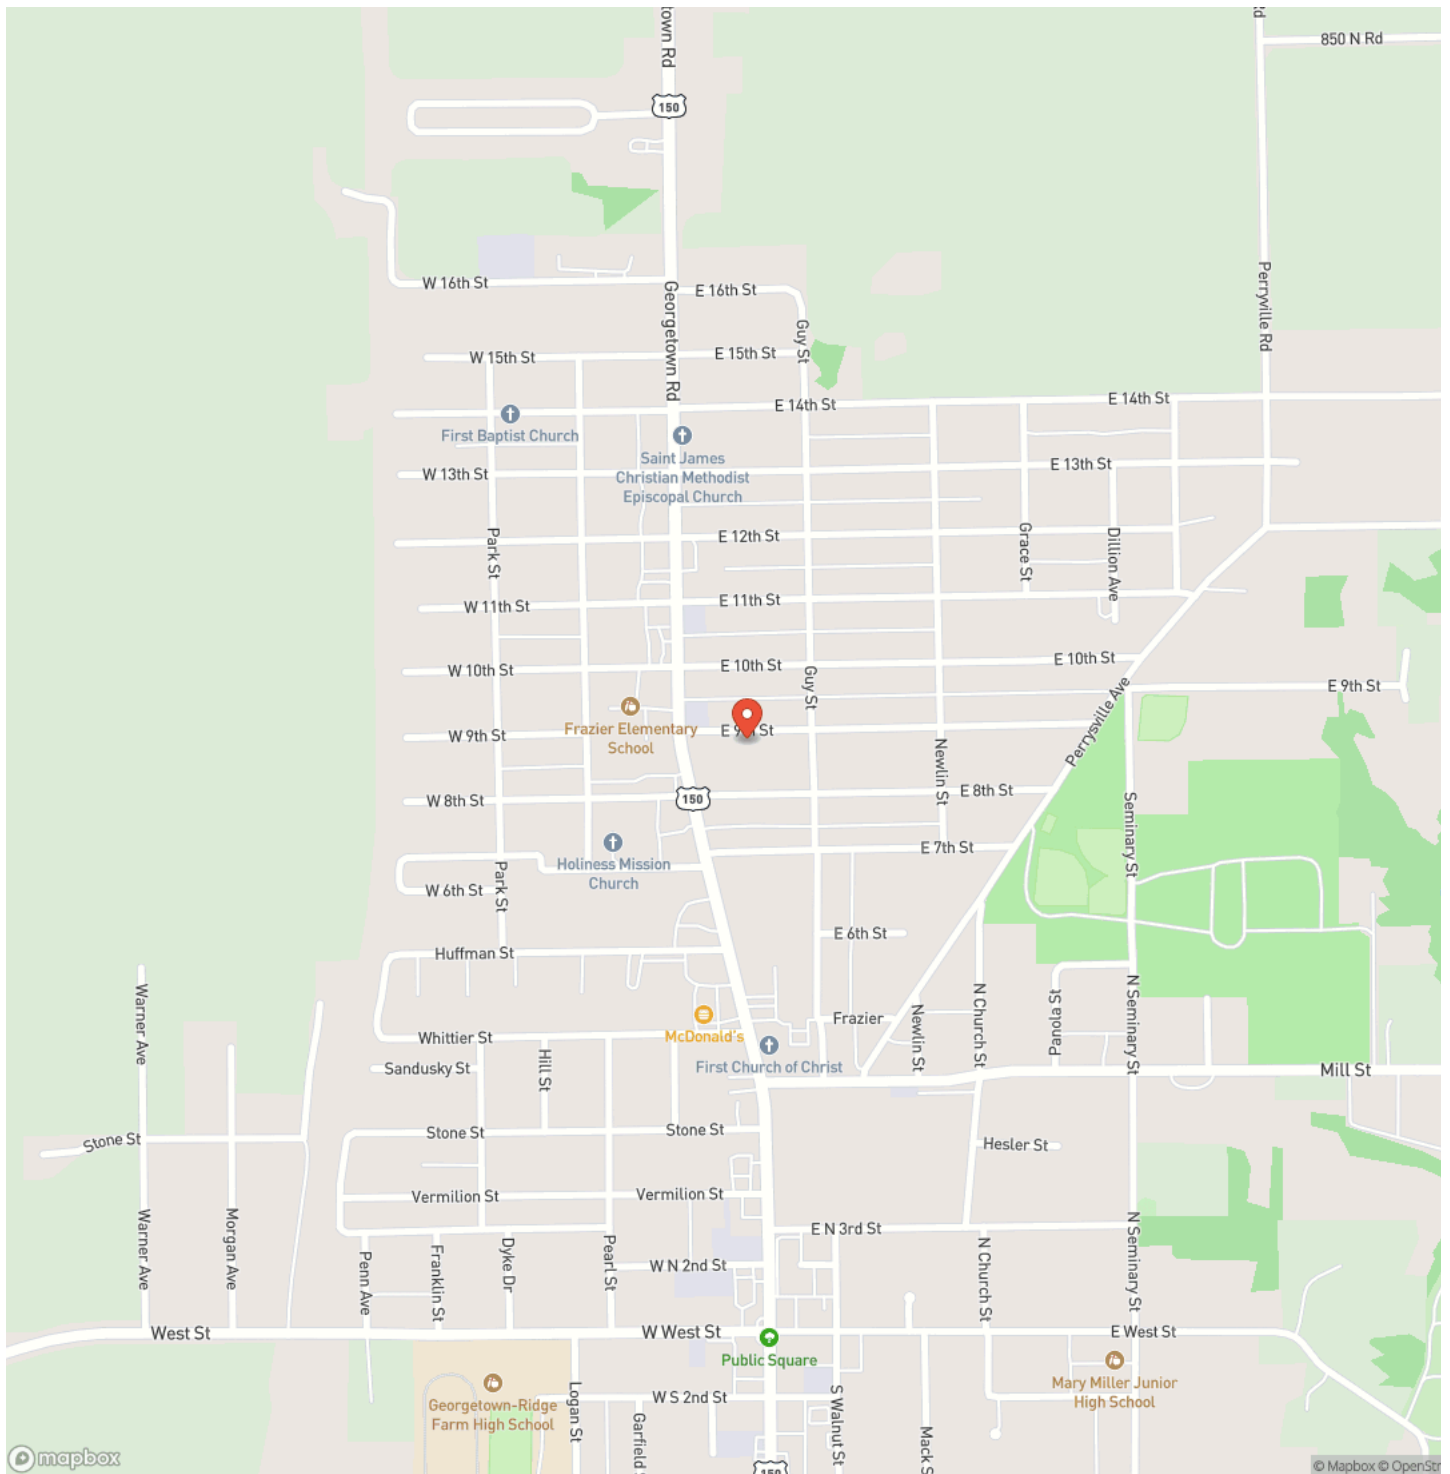 town Rd
Rd
850 N Rd
150
W 16th St
E 16th St
Georgetown Rd
Guy St
Perryville Rd
W 15th St
E 15th St
E 14th St
E 14th St
First Baptist Church
Saint James
Christian Methodist
Episcopal Church
W 13th St
E 13th St
Park St
E 12th St
Grace St
Dillion Ave
W 11th St
E 11th St
W 10th St
E 10th St
E 10th St
Guy St
Perrysville Ave
E 9th St
Frazier Elementary
School
W 9th St
E 9th St
Newlin St
W 8th St
150
E 8th St
Seminary St
E 7th St
Holiness Mission
Church
Park St
W 6th St
E 6th St
Huffman St
Warner Ave
N Church St
Panola St
N Seminary St
Newlin St
Frazier
McDonald's
Whittier St
First Church of Christ
Sandusky St
Hill St
Mill St
Stone St
Stone St
Stone St
Hesler St
Vermilion St
Vermilion St
Warner Ave
Morgan Ave
E N 3rd St
N Church St
N Seminary St
Penn Ave
Franklin St
Dyke Dr
Pearl St
W N 2nd St
West St
W West St
E West St
Public Square
Mary Miller Junior
High School
Georgetown-Ridge
Farm High School
Logan St
Garfield S
W S 2nd St
S Walnut St
Mack S
150
mapbox
© Mapbox © OpenStr